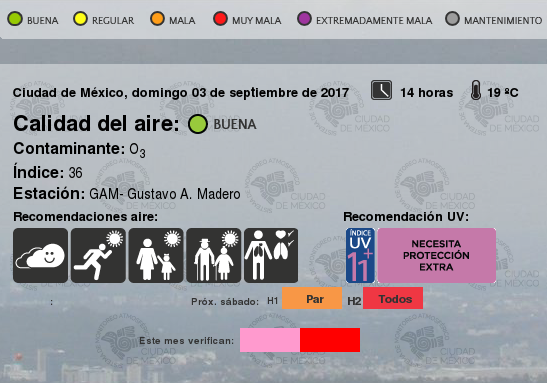 BUENA REGULAR MALA MUY MALA EXTREMADAMENTE MALA MANTENIMIENTO
Ciudad de México, domingo 03 de septiembre de 2017 14 horas 19 ºC
Calidad del aire: BUENA
Contaminante: O3
Índice: 36
Estación: GAM- Gustavo A. Madero
Recomendaciones aire: Recomendación UV:
ÍNDICE
UV
11+
NECESITA
PROTECCIÓN
EXTRA
: Próx. sábado: H1 Par H2 Todos
Este mes verifican:
CIUDAD
DE MÉXICO